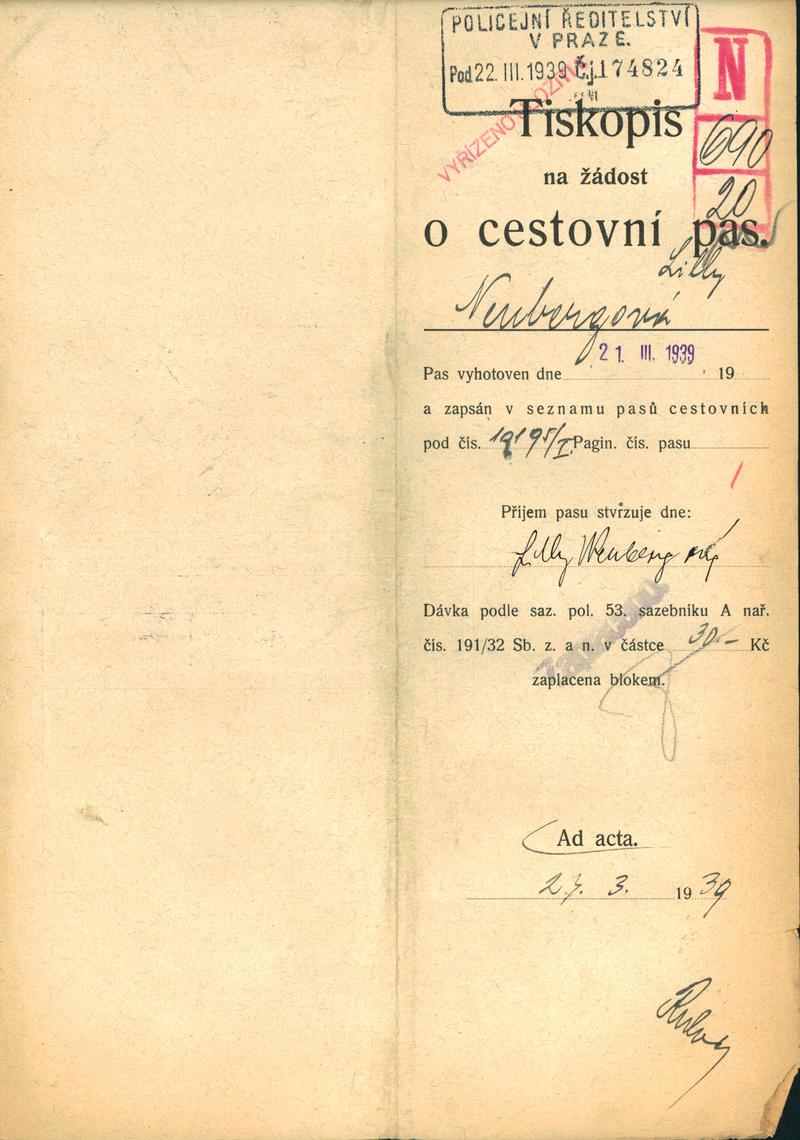 POLICEJNÍ ŘEDITELSTVÍ
V PRAZE.
Pod 22. III. 1939 Č.j. 174824
N
690
20
VYŘÍZENO
Tiskopis
na žádost
o cestovní pas.
Lilly
Neubergová
21. III. 1939
Pas vyhotoven dne 19
a zapsán v seznamu pasů cestovních
pod čís. 19195/I Pagin. čís. pasu
Příjem pasu stvrzuje dne:
Lilly Neubergová
Dávka podle saz. pol. 53. sazebníku A nař.
čís. 191/32 Sb. z. a n. v částce 30.- Kč
zaplacena blokem.
Ad acta.
27. 3. 1939